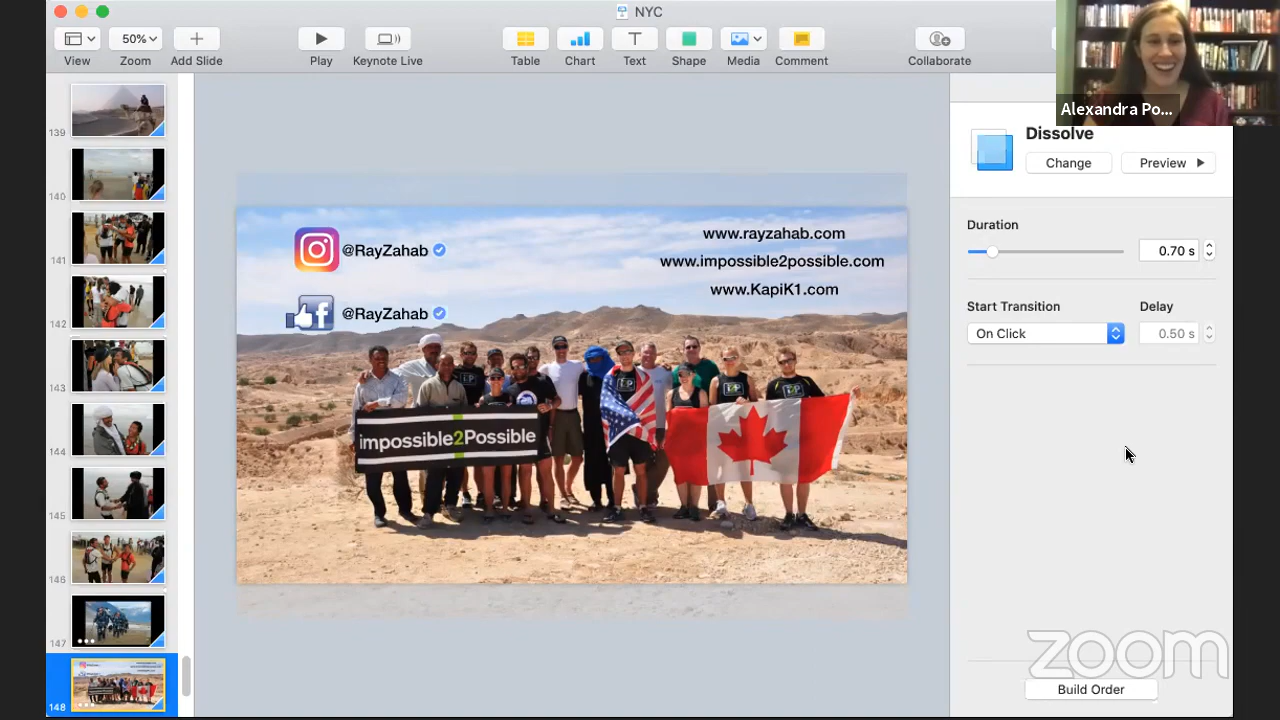 NYC
50%
View
Zoom
Add Slide
Play
Keynote Live
Table
Chart
Text
Shape
Media
Comment
Collaborate
Alexandra Po...
139
140
141
142
143
144
145
146
147
148
@RayZahab
@RayZahab
www.rayzahab.com
www.impossible2possible.com
www.KapiK1.com
impossible2Possible
Dissolve
Change
Preview
Duration
0.70 s
Start Transition
Delay
On Click
0.50 s
zoom
Build Order